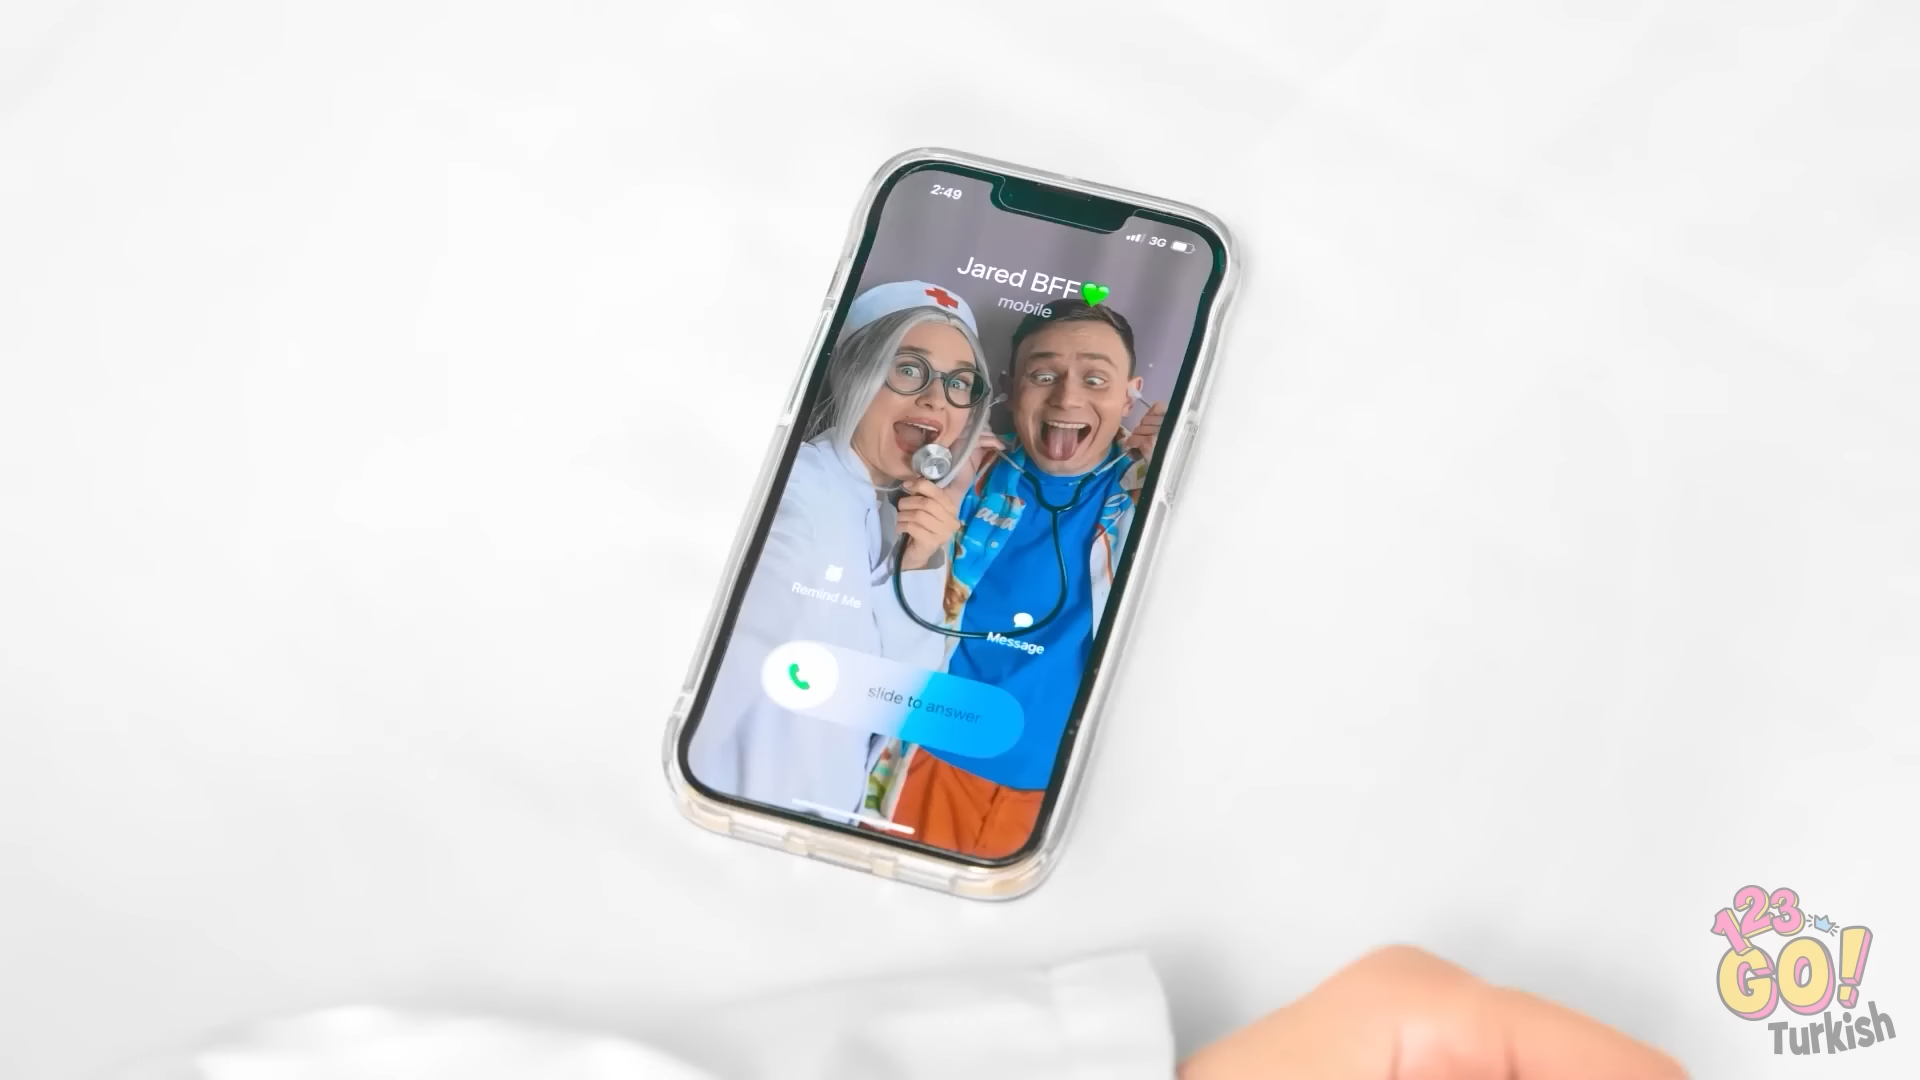 2:49
3G
Jared BFF💚
mobile
Remind Me
Message
slide to answer
123
GO!
Turkish